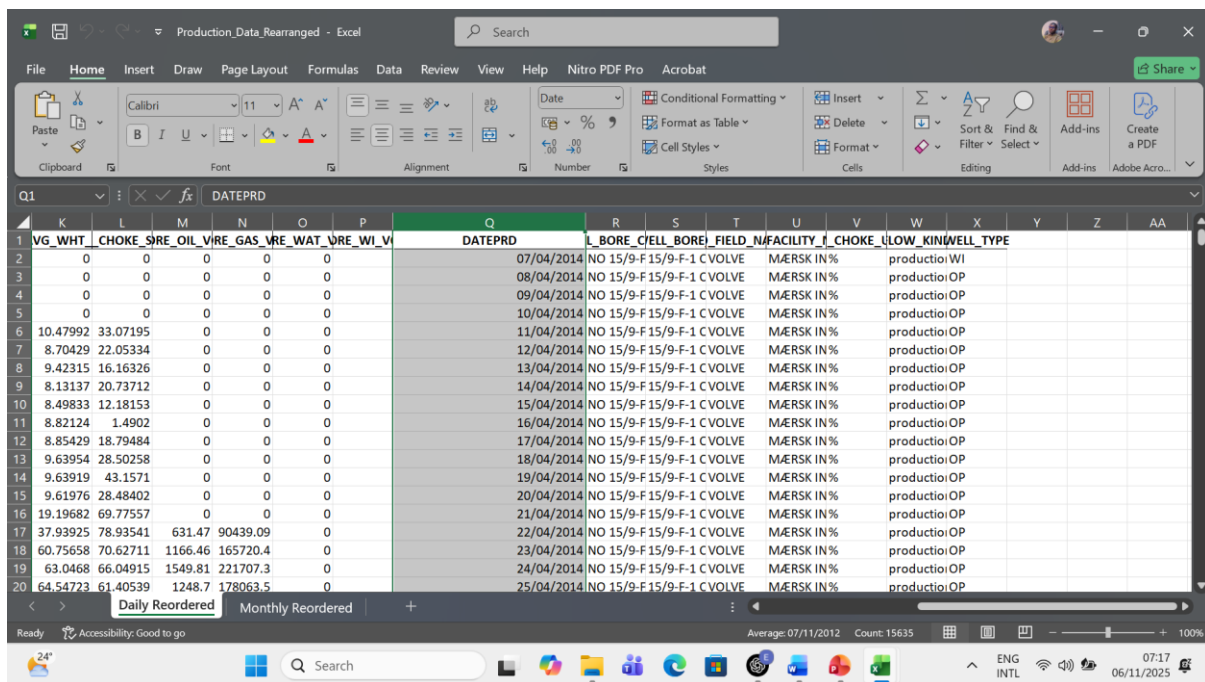 Production_Data_Rearranged - Excel
Search
File Home Insert Draw Page Layout Formulas Data Review View Help Nitro PDF Pro Acrobat
Share
Calibri 11 A^ A˅ Date Conditional Formatting Insert
Paste B I U A % Format as Table Delete Sort & Find & Add-ins Create
Cell Styles Format Filter Select a PDF
Clipboard Font Alignment Number Styles Cells Editing Add-ins Adobe Acro...
Q1 fx DATEPRD
K L M N O P Q R S T U V W X Y Z AA
1 VG_WHT_ _CHOKE_S RE_OIL_V RE_GAS_V RE_WAT_V RE_WI_V DATEPRD L_BORE_C ELL_BORE _FIELD_NA FACILITY_ _CHOKE_U LOW_KIN WELL_TYPE
2 0 0 0 0 0 07/04/2014 NO 15/9-F 15/9-F-1 C VOLVE MÆRSK IN % productio WI
3 0 0 0 0 0 08/04/2014 NO 15/9-F 15/9-F-1 C VOLVE MÆRSK IN % productio OP
4 0 0 0 0 0 09/04/2014 NO 15/9-F 15/9-F-1 C VOLVE MÆRSK IN % productio OP
5 0 0 0 0 0 10/04/2014 NO 15/9-F 15/9-F-1 C VOLVE MÆRSK IN % productio OP
6 10.47992 33.07195 0 0 0 11/04/2014 NO 15/9-F 15/9-F-1 C VOLVE MÆRSK IN % productio OP
7 8.70429 22.05334 0 0 0 12/04/2014 NO 15/9-F 15/9-F-1 C VOLVE MÆRSK IN % productio OP
8 9.42315 16.16326 0 0 0 13/04/2014 NO 15/9-F 15/9-F-1 C VOLVE MÆRSK IN % productio OP
9 8.13137 20.73712 0 0 0 14/04/2014 NO 15/9-F 15/9-F-1 C VOLVE MÆRSK IN % productio OP
10 8.49833 12.18153 0 0 0 15/04/2014 NO 15/9-F 15/9-F-1 C VOLVE MÆRSK IN % productio OP
11 8.82124 1.4902 0 0 0 16/04/2014 NO 15/9-F 15/9-F-1 C VOLVE MÆRSK IN % productio OP
12 8.85429 18.79484 0 0 0 17/04/2014 NO 15/9-F 15/9-F-1 C VOLVE MÆRSK IN % productio OP
13 9.63954 28.50258 0 0 0 18/04/2014 NO 15/9-F 15/9-F-1 C VOLVE MÆRSK IN % productio OP
14 9.63919 43.1571 0 0 0 19/04/2014 NO 15/9-F 15/9-F-1 C VOLVE MÆRSK IN % productio OP
15 9.61976 28.48402 0 0 0 20/04/2014 NO 15/9-F 15/9-F-1 C VOLVE MÆRSK IN % productio OP
16 19.19682 69.77557 0 0 0 21/04/2014 NO 15/9-F 15/9-F-1 C VOLVE MÆRSK IN % productio OP
17 37.93925 78.93541 631.47 90439.09 0 22/04/2014 NO 15/9-F 15/9-F-1 C VOLVE MÆRSK IN % productio OP
18 60.75658 70.62711 1166.46 165720.4 0 23/04/2014 NO 15/9-F 15/9-F-1 C VOLVE MÆRSK IN % productio OP
19 63.0468 66.04915 1549.81 221707.3 0 24/04/2014 NO 15/9-F 15/9-F-1 C VOLVE MÆRSK IN % productio OP
20 64.54723 61.40539 1248.7 178063.5 0 25/04/2014 NO 15/9-F 15/9-F-1 C VOLVE MÆRSK IN % productio OP
Daily Reordered Monthly Reordered +
Ready Accessibility: Good to go Average: 07/11/2012 Count: 15635 100%
24° Search ENG 07:17
INTL 06/11/2025